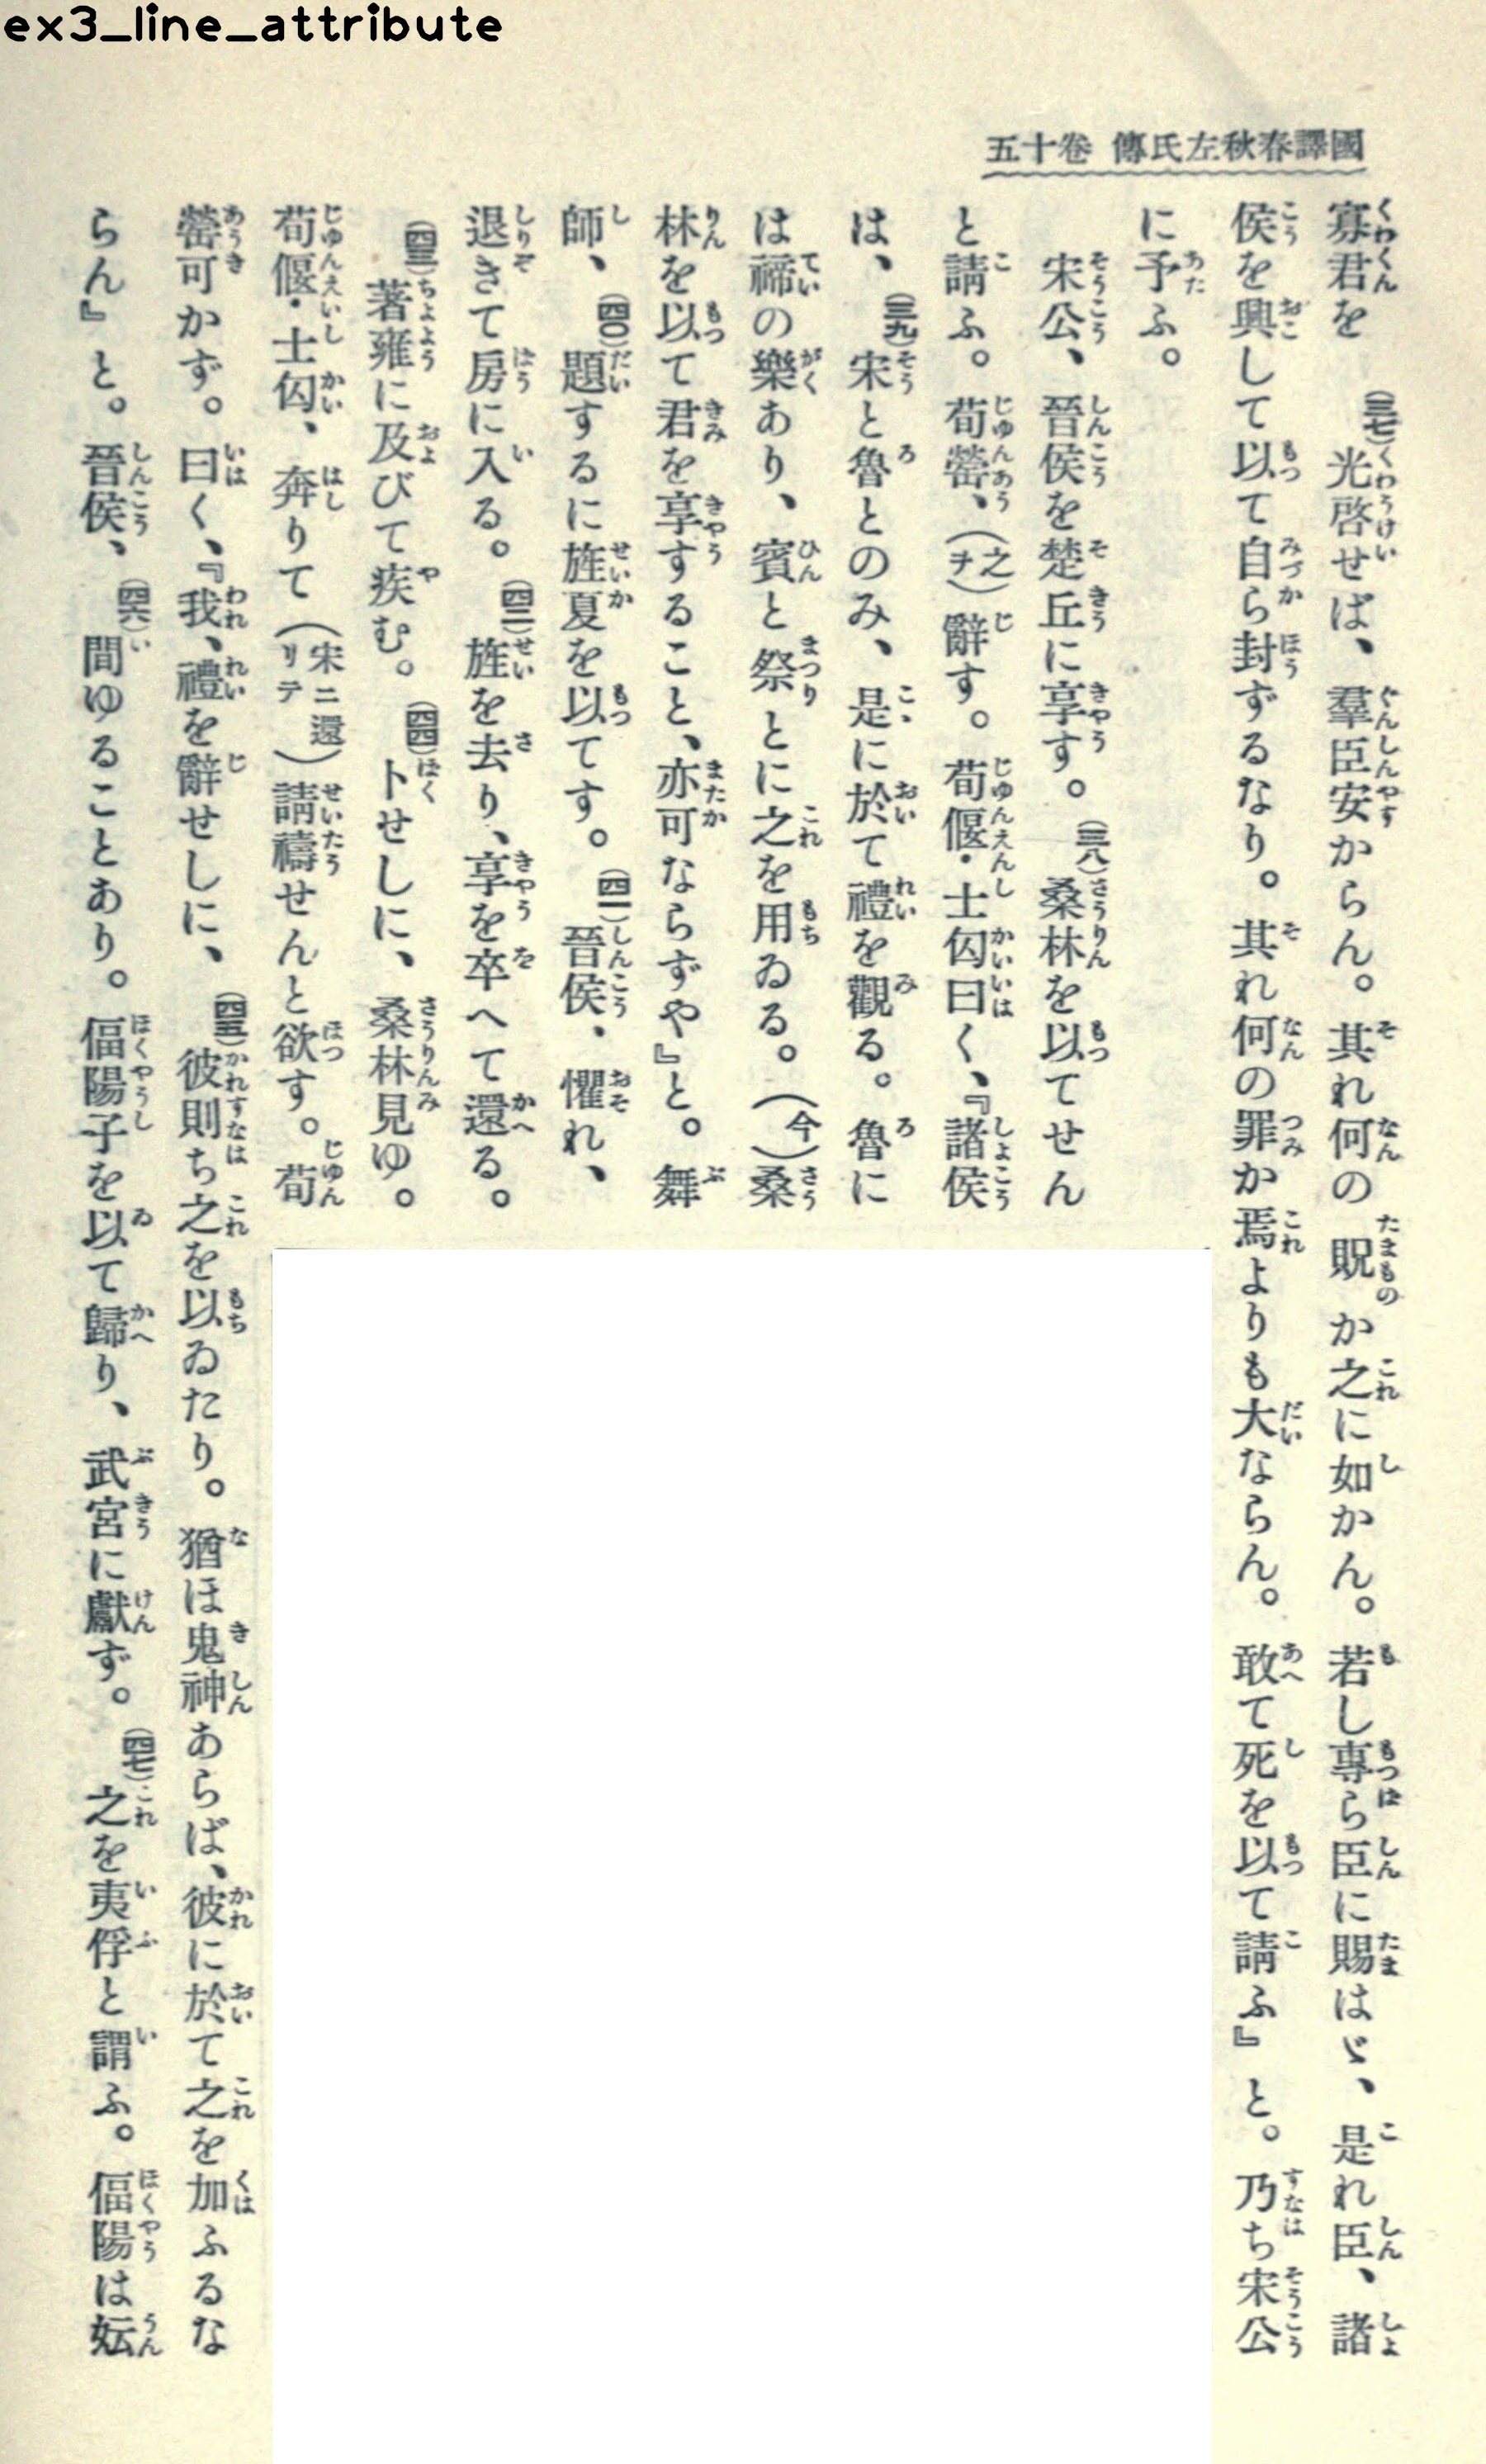 ex3_line_attribute
國譯春秋左氏傳 卷十五
寡君を(三七)光啓せば、羣臣安からん。其れ何の貺か之に如かん。若し專ら臣に賜はゞ、是れ臣、諸
侯を興して以て自ら封ずるなり。其れ何の罪か焉よりも大ならん。敢て死を以て請ふ』と。乃ち宋公
に予ふ。
宋公、晉侯を楚丘に享す。(三八)桑林を以てせん
と請ふ。荀罃、(之ヲ)辭す。荀偃・士匃曰く、『諸侯
は、(三九)宋と魯とのみ、是に於て禮を觀る。魯に
は禘の樂あり、賓と祭とに之を用ゐる。(今)桑
林を以て君を享すること、亦可ならずや』と。舞
師、(四〇)題するに旌夏を以てす。(四一)晉侯、懼れ、
退きて房に入る。(四二)旌を去り、享を卒へて還る。
(四三)著雍に及びて疾む。(四四)卜せしに、桑林見ゆ。
荀偃・士匃、奔りて(宋ニ還リテ)請禱せんと欲す。荀
罃可かず。曰く、『我、禮を辭せしに、(四五)彼則ち之を以ゐたり。猶ほ鬼神あらば、彼に於て之を加ふるな
らん』と。晉侯、(四六)間ゆることあり。偪陽子を以て歸り、武宮に獻ず。(四七)之を夷俘と謂ふ。偪陽は妘